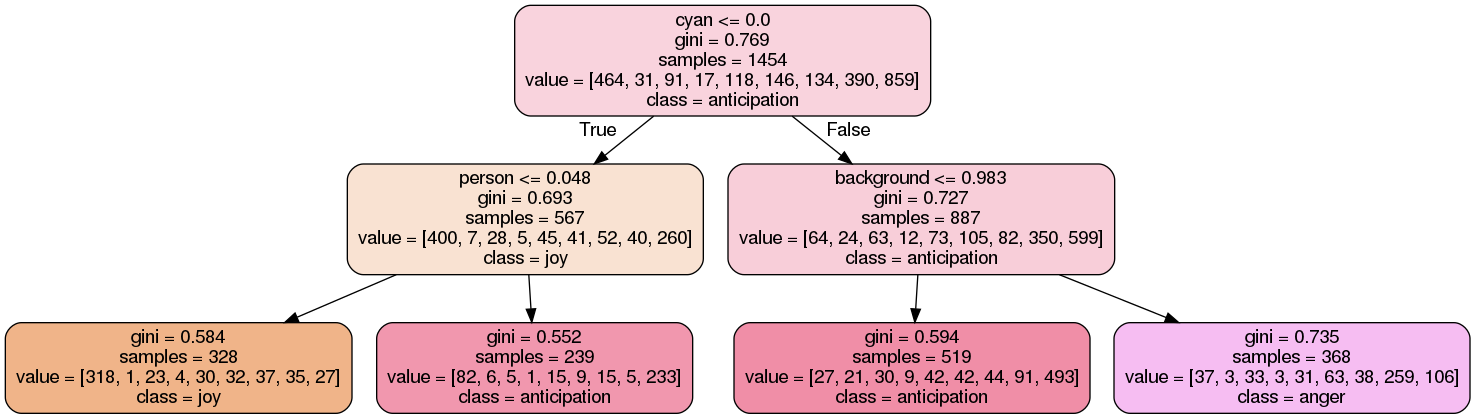 cyan <= 0.0
gini = 0.769
samples = 1454
value = [464, 31, 91, 17, 118, 146, 134, 390, 859]
class = anticipation
True
False
person <= 0.048
gini = 0.693
samples = 567
value = [400, 7, 28, 5, 45, 41, 52, 40, 260]
class = joy
background <= 0.983
gini = 0.727
samples = 887
value = [64, 24, 63, 12, 73, 105, 82, 350, 599]
class = anticipation
gini = 0.584
samples = 328
value = [318, 1, 23, 4, 30, 32, 37, 35, 27]
class = joy
gini = 0.552
samples = 239
value = [82, 6, 5, 1, 15, 9, 15, 5, 233]
class = anticipation
gini = 0.594
samples = 519
value = [27, 21, 30, 9, 42, 42, 44, 91, 493]
class = anticipation
gini = 0.735
samples = 368
value = [37, 3, 33, 3, 31, 63, 38, 259, 106]
class = anger